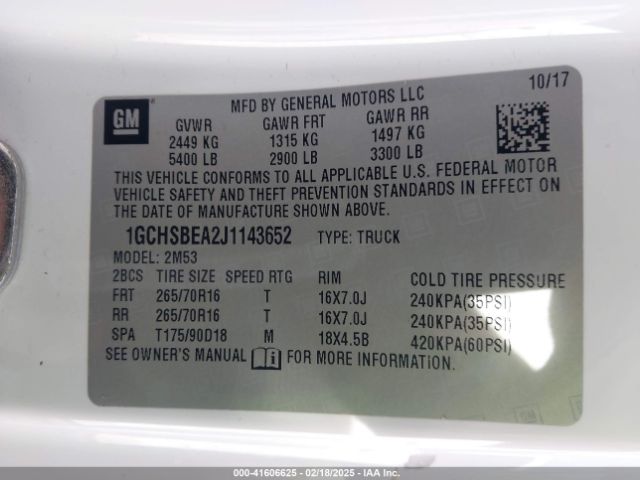 GM
MFD BY GENERAL MOTORS LLC 10/17
GVWR GAWR FRT GAWR RR
2449 KG 1315 KG 1497 KG
5400 LB 2900 LB 3300 LB
THIS VEHICLE CONFORMS TO ALL APPLICABLE U.S. FEDERAL MOTOR
VEHICLE SAFETY AND THEFT PREVENTION STANDARDS IN EFFECT ON
THE DATE OF MANUFACTURE SHOWN ABOVE.
1GCHSBEA2J1143652 TYPE: TRUCK
MODEL: 2M53
2BCS TIRE SIZE SPEED RTG RIM COLD TIRE PRESSURE
FRT 265/70R16 T 16X7.0J 240KPA(35PSI)
RR 265/70R16 T 16X7.0J 240KPA(35PSI)
SPA T175/90D18 M 18X4.5B 420KPA(60PSI)
SEE OWNER'S MANUAL FOR MORE INFORMATION.
000-41606625 - 02/18/2025 - IAA Inc.